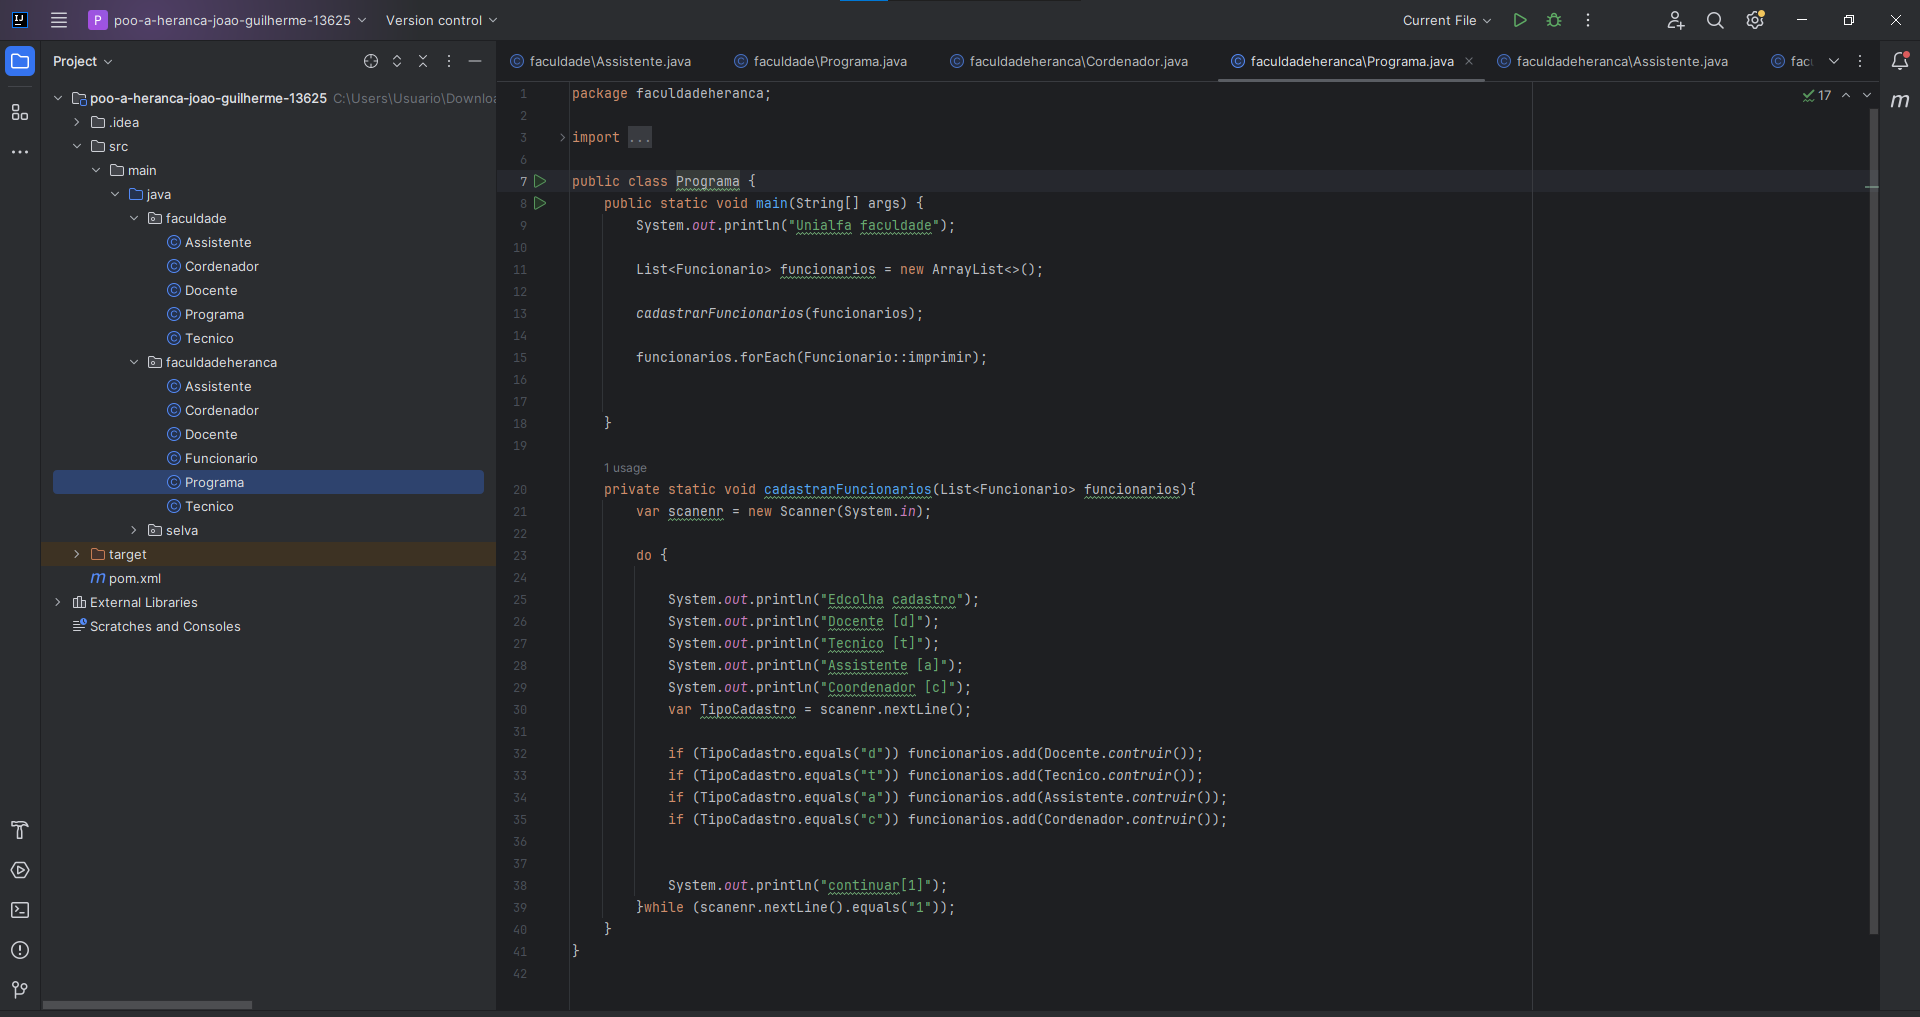 P poo-a-heranca-joao-guilherme-13625 Version control Current File
Project
faculdade\Assistente.java faculdade\Programa.java faculdadeheranca\Cordenador.java faculdadeheranca\Programa.java faculdadeheranca\Assistente.java
poo-a-heranca-joao-guilherme-13625 C:\Users\Usuario\Downloa
.idea
src
main
java
faculdade
Assistente
Cordenador
Docente
Programa
Tecnico
faculdadeheranca
Assistente
Cordenador
Docente
Funcionario
Programa
Tecnico
selva
target
m pom.xml
External Libraries
Scratches and Consoles
17
1 package faculdadeheranca;
2
3 import ...
6
7 public class Programa {
8 public static void main(String[] args) {
9 System.out.println("Unialfa faculdade");
10
11 List<Funcionario> funcionarios = new ArrayList<>();
12
13 cadastrarFuncionarios(funcionarios);
14
15 funcionarios.forEach(Funcionario::imprimir);
16
17
18 }
19
1 usage
20 private static void cadastrarFuncionarios(List<Funcionario> funcionarios){
21 var scanenr = new Scanner(System.in);
22
23 do {
24
25 System.out.println("Edcolha cadastro");
26 System.out.println("Docente [d]");
27 System.out.println("Tecnico [t]");
28 System.out.println("Assistente [a]");
29 System.out.println("Coordenador [c]");
30 var TipoCadastro = scanenr.nextLine();
31
32 if (TipoCadastro.equals("d")) funcionarios.add(Docente.contruir());
33 if (TipoCadastro.equals("t")) funcionarios.add(Tecnico.contruir());
34 if (TipoCadastro.equals("a")) funcionarios.add(Assistente.contruir());
35 if (TipoCadastro.equals("c")) funcionarios.add(Cordenador.contruir());
36
37
38 System.out.println("continuar[1]");
39 }while (scanenr.nextLine().equals("1"));
40 }
41 }
42
m